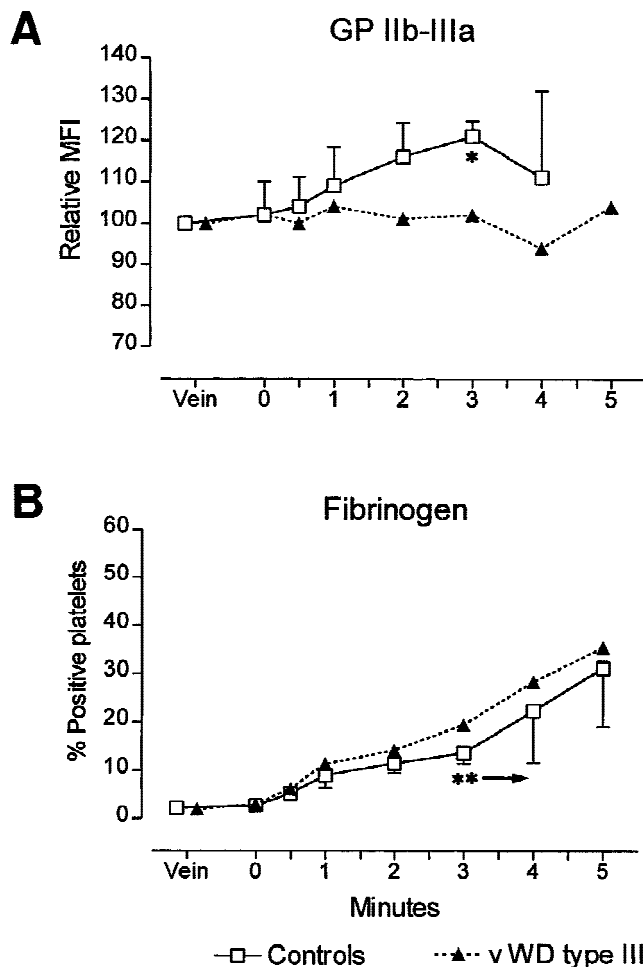 A
GP IIb-IIIa
Relative MFI
140
130
120
110
100
90
80
70
*
Vein 0 1 2 3 4 5
B
Fibrinogen
% Positive platelets
60
50
40
30
20
10
0
**
Vein 0 1 2 3 4 5
Minutes
Controls vWD type III